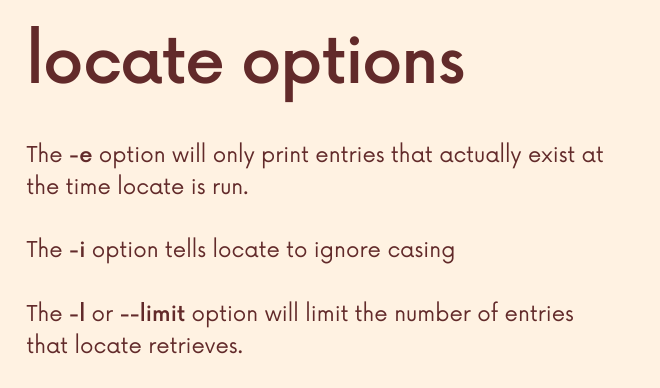 locate options
The -e option will only print entries that actually exist at
the time locate is run.
The -i option tells locate to ignore casing
The -l or --limit option will limit the number of entries
that locate retrieves.